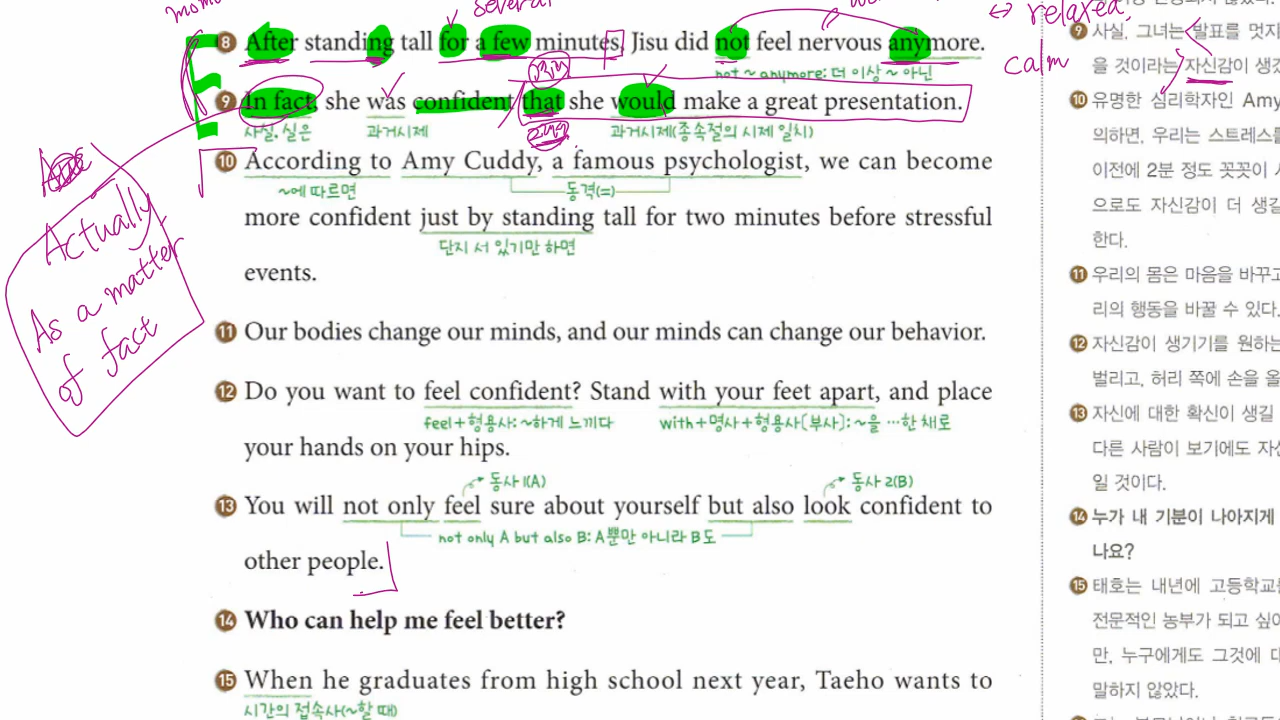 several
↔ relaxed.
calm
❽ After standing tall for a few minutes, Jisu did not feel nervous anymore.
not ~ anymore: 더 이상 ~ 아닌
❾ In fact, she was confident that she would make a great presentation.
사실, 실은
과거시제
과거시제(종속절의 시제 일치)
Actually
As a matter
of fact
❿ According to Amy Cuddy, a famous psychologist, we can become
~에 따르면
동격(=)
more confident just by standing tall for two minutes before stressful
단지 서 있기만 하면
events.
⓫ Our bodies change our minds, and our minds can change our behavior.
⓬ Do you want to feel confident? Stand with your feet apart, and place
feel+형용사: ~하게 느끼다
with+명사+형용사(부사): ~을 …한 채로
your hands on your hips.
동사 1(A)
동사 2(B)
⓭ You will not only feel sure about yourself but also look confident to
not only A but also B: A뿐만 아니라 B도
other people.
⓮ Who can help me feel better?
⓯ When he graduates from high school next year, Taeho wants to
시간의 접속사(~할 때)
❾ 사실, 그녀는 발표를 멋지
을 것이라는 자신감이 생겼
❿ 유명한 심리학자인 Amy
의하면, 우리는 스트레스를
이전에 2분 정도 꼿꼿이 서
으로도 자신감이 더 생길
한다.
⓫ 우리의 몸은 마음을 바꾸고
리의 행동을 바꿀 수 있다.
⓬ 자신감이 생기기를 원하는
벌리고, 허리 쪽에 손을 올
⓭ 자신에 대한 확신이 생길
다른 사람이 보기에도 자신
일 것이다.
⓮ 누가 내 기분이 나아지게
나요?
⓯ 태호는 내년에 고등학교를
전문적인 농부가 되고 싶어
만, 누구에게도 그것에 대
말하지 않았다.